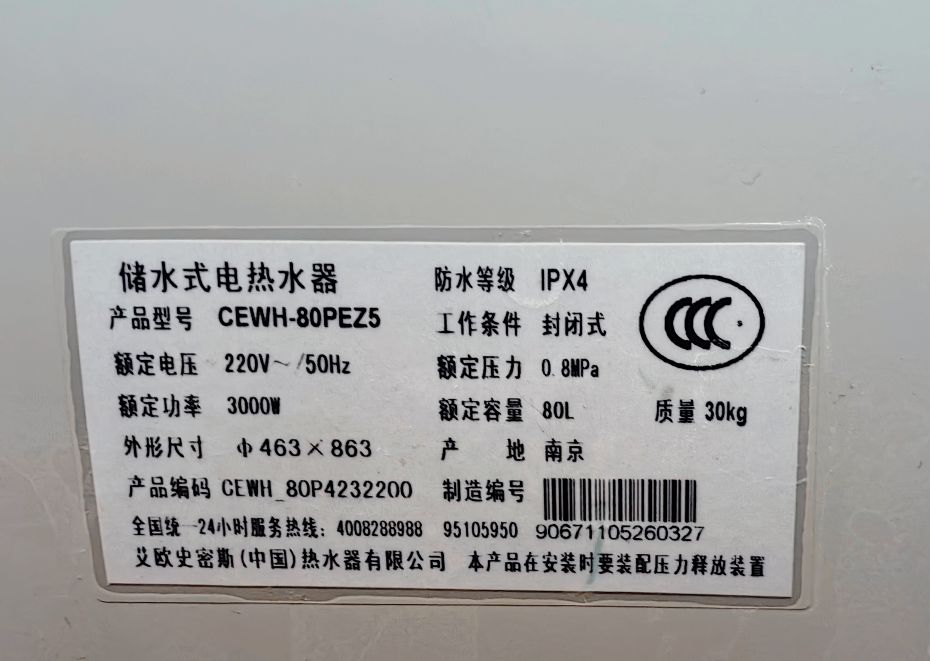 储水式电热水器 防水等级 IPX4
产品型号 CEWH-80PEZ5 工作条件 封闭式
额定电压 220V～/50Hz 额定压力 0.8MPa
额定功率 3000W 额定容量 80L 质量 30kg
外形尺寸 Φ463×863 产 地 南京
产品编码 CEWH_80P4232200 制造编号
全国统一24小时服务热线：4008288988 95105950 90671105260327
艾欧史密斯(中国)热水器有限公司 本产品在安装时要装配压力释放装置